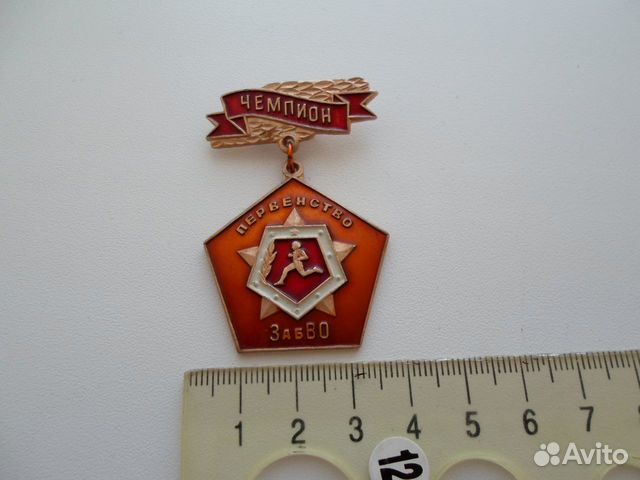 ЧЕМПИОН
ПЕРВЕНСТВО
ЗАБВО
1 2 3 4 5 6 7
12
Avito